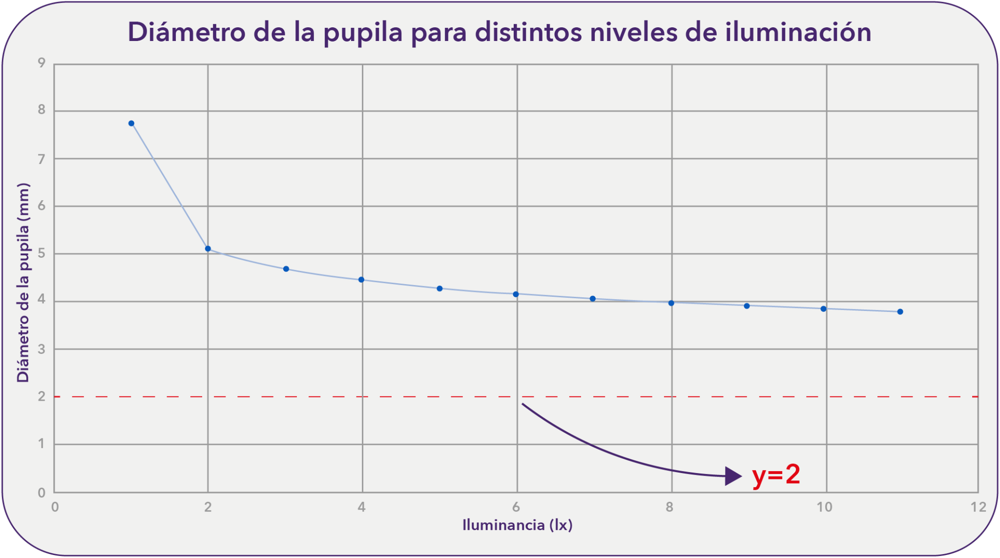 Diámetro de la pupila para distintos niveles de iluminación
Diámetro de la pupila (mm)
9
8
7
6
5
4
3
2
1
0
y=2
0 2 4 6 8 10 12
Iluminancia (lx)